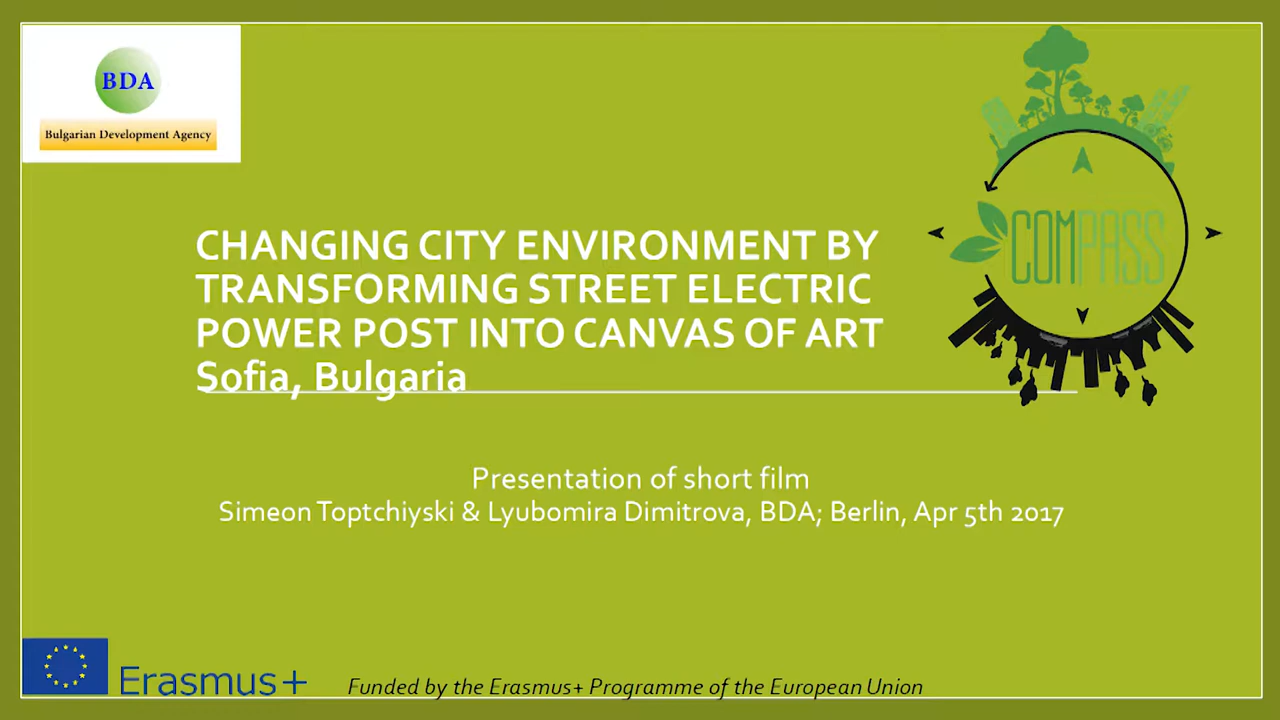 BDA
Bulgarian Development Agency
COMPASS
CHANGING CITY ENVIRONMENT BY
TRANSFORMING STREET ELECTRIC
POWER POST INTO CANVAS OF ART
Sofia, Bulgaria
Presentation of short film
Simeon Toptchiyski & Lyubomira Dimitrova, BDA; Berlin, Apr 5th 2017
Erasmus+
Funded by the Erasmus+ Programme of the European Union